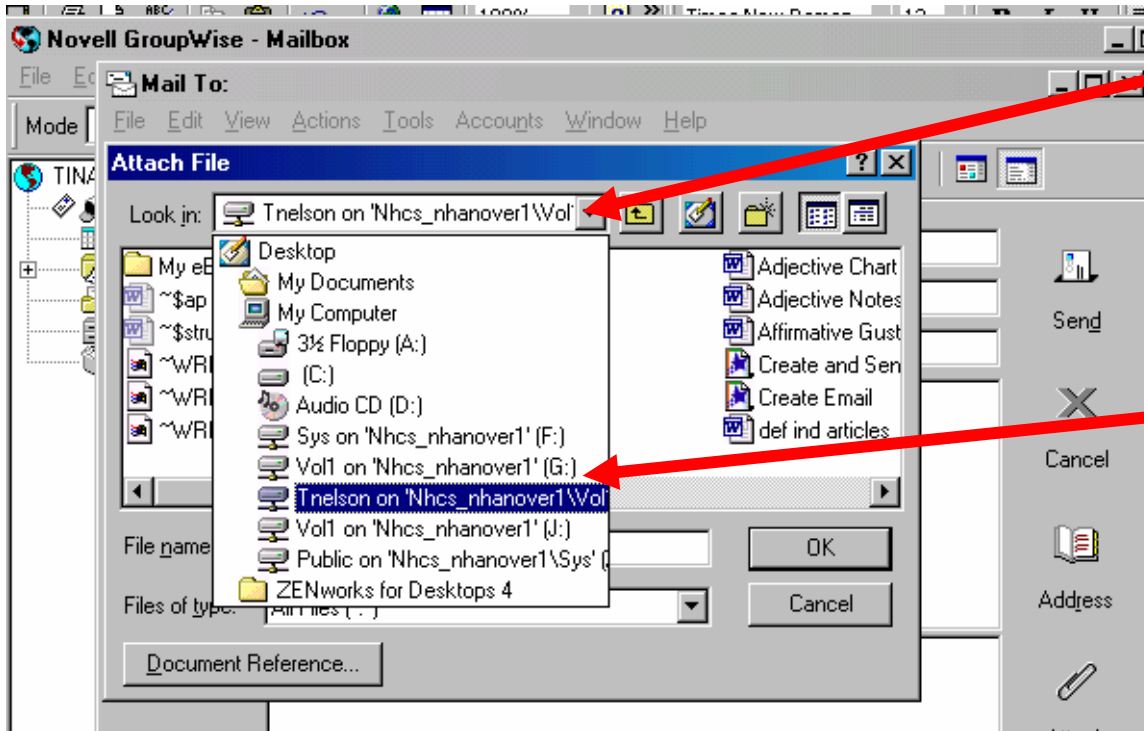 100%
Times New Roman
12
B I U
Novell GroupWise - Mailbox
File
Mail To:
Mode
File Edit View Actions Tools Accounts Window Help
Attach File
TINA
Look in: Tnelson on 'Nhcs_nhanover1\Vol
Desktop
My Documents
My Computer
3½ Floppy (A:)
(C:)
Audio CD (D:)
Sys on 'Nhcs_nhanover1' (F:)
Vol1 on 'Nhcs_nhanover1' (G:)
Tnelson on 'Nhcs_nhanover1\Vol
Vol1 on 'Nhcs_nhanover1' (J:)
Public on 'Nhcs_nhanover1\Sys' (
ZENworks for Desktops 4
My eB
~$ap
~$stru
~WRI
~WRI
~WRI
Adjective Chart
Adjective Notes
Affirmative Gust
Create and Sen
Create Email
def ind articles
File name
OK
Files of type:
Cancel
Document Reference...
Send
Cancel
Address